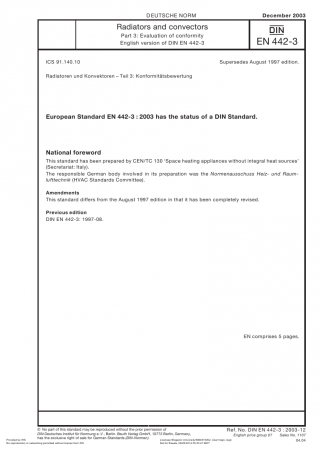 DEUTSCHE NORM
December 2003
Radiators and convectors
Part 3: Evaluation of conformity
English version of DIN EN 442-3
DIN
EN 442-3
ICS 91.140.10
Supersedes August 1997 edition.
Radiatoren und Konvektoren – Teil 3: Konformitätsbewertung
European Standard EN 442-3 : 2003 has the status of a DIN Standard.
National foreword
This standard has been prepared by CEN/TC 130 ‘Space heating appliances without integral heat sources’
(Secretariat: Italy).
The responsible German body involved in its preparation was the Normenausschuss Heiz- und Raum-
lufttechnik (HVAC Standards Committee).
Amendments
This standard differs from the August 1997 edition in that it has been completely revised.
Previous edition
DIN EN 442-3: 1997-08.
EN comprises 5 pages.
© No part of this standard may be reproduced without the prior permission of
DIN Deutsches Institut für Normung e. V., Berlin. Beuth Verlag GmbH, 10772 Berlin, Germany,
has the exclusive right of sale for German Standards (DIN-Normen).
Ref. No. DIN EN 442-3 : 2003-12
English price group 07 Sales No. 1107
04.04